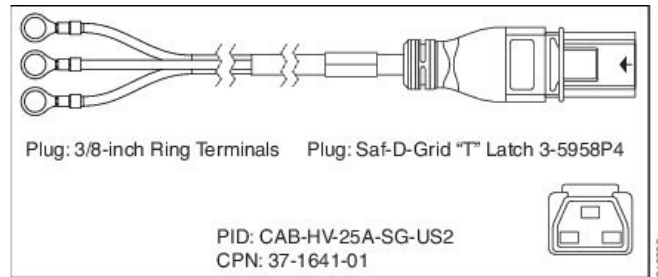 Plug: 3/8-inch Ring Terminals Plug: Saf-D-Grid “T” Latch 3-5958P4
PID: CAB-HV-25A-SG-US2
CPN: 37-1641-01